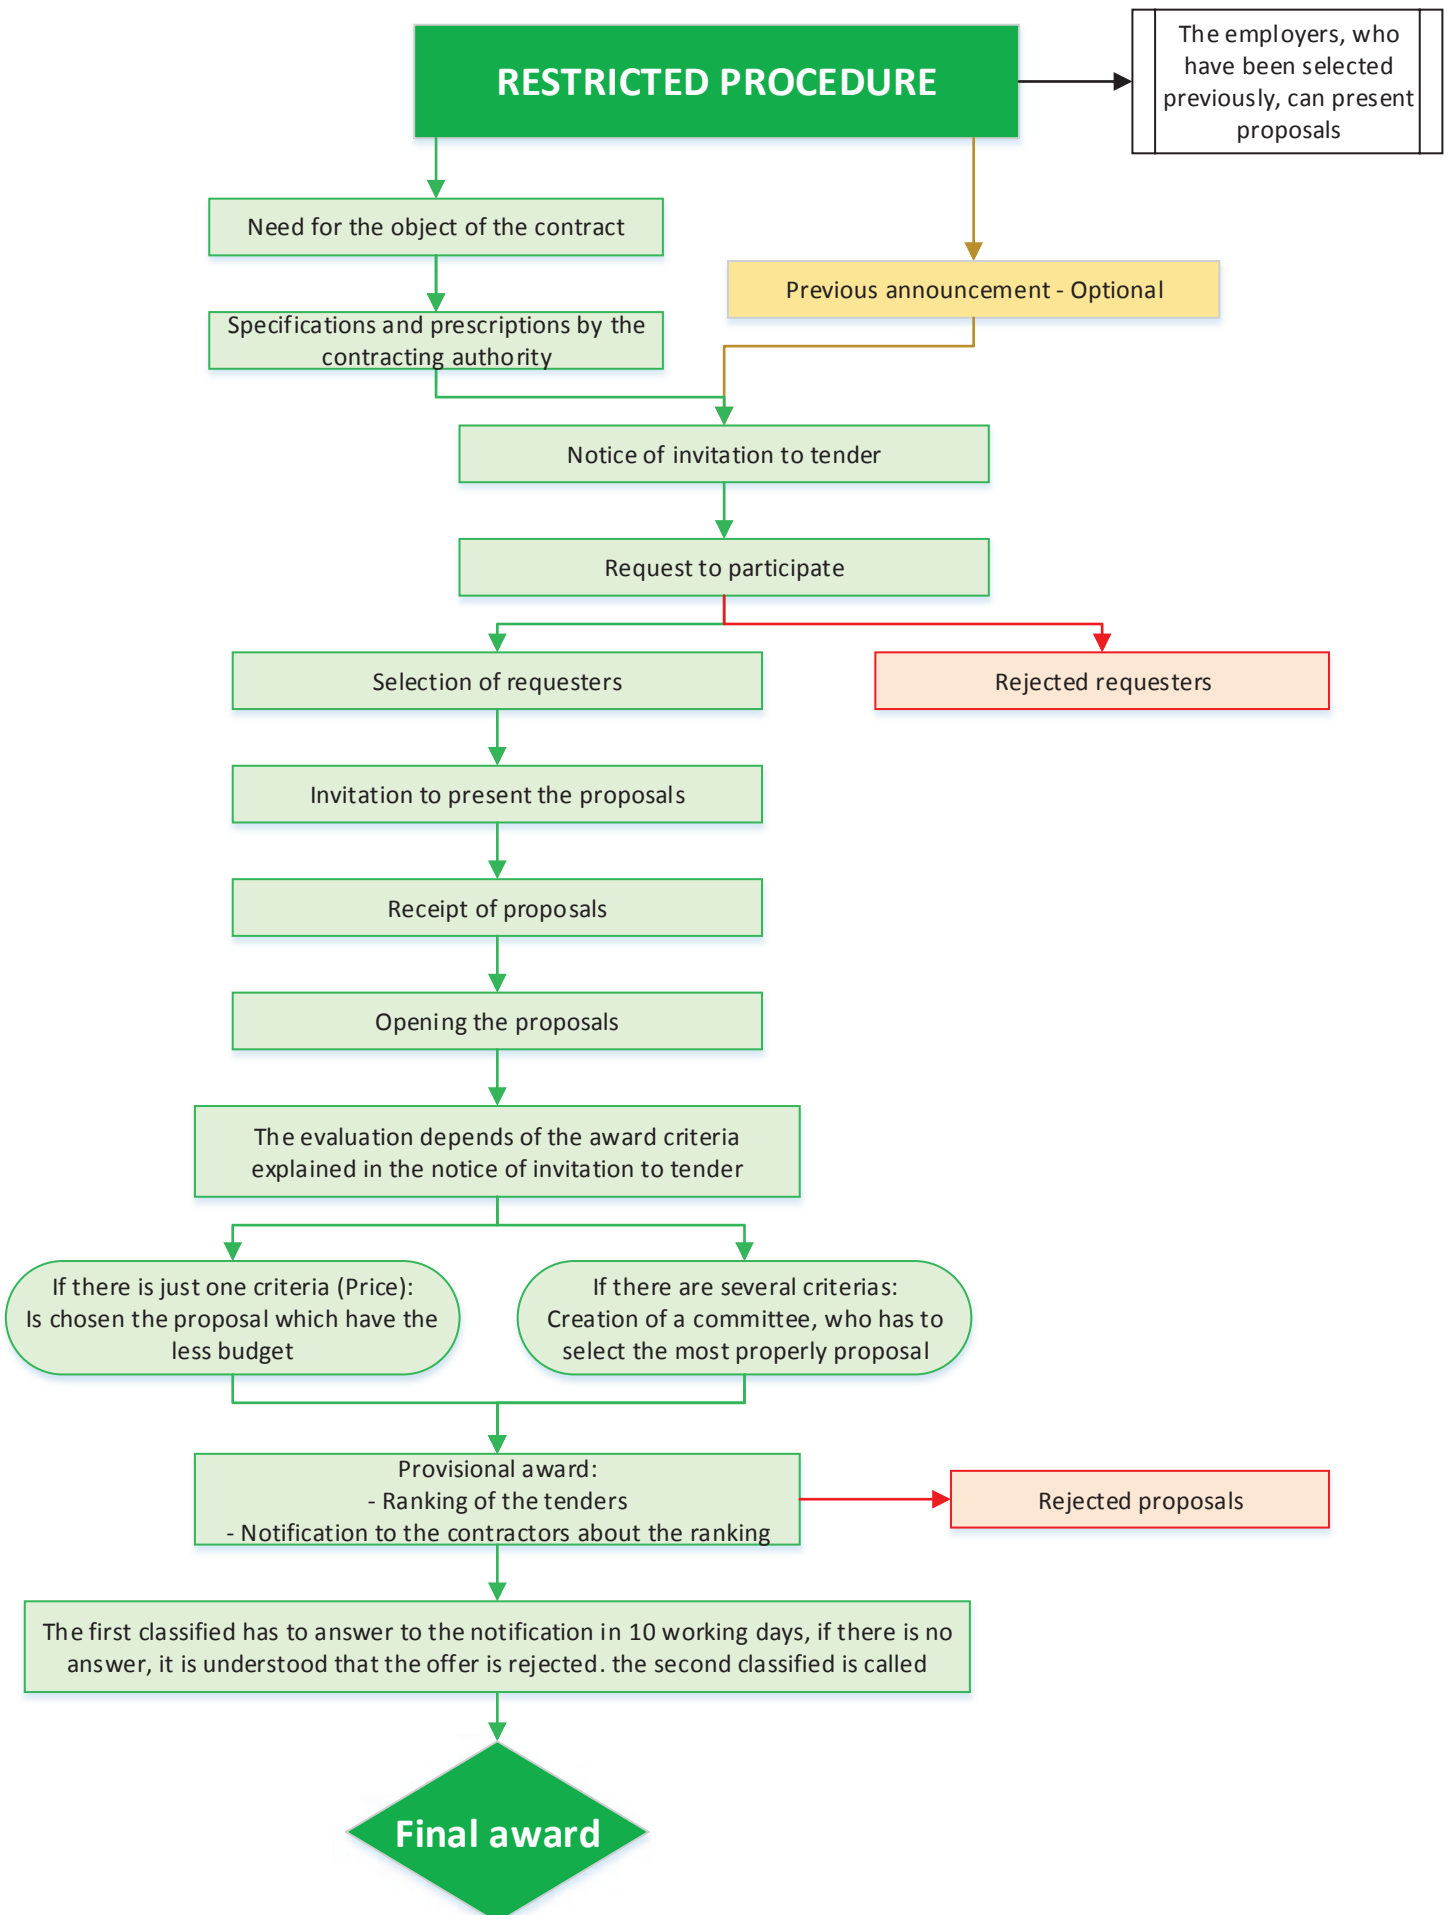 RESTRICTED PROCEDURE
The employers, who
have been selected
previously, can present
proposals
Need for the object of the contract
Previous announcement - Optional
Specifications and prescriptions by the
contracting authority
Notice of invitation to tender
Request to participate
Selection of requesters
Rejected requesters
Invitation to present the proposals
Receipt of proposals
Opening the proposals
The evaluation depends of the award criteria
explained in the notice of invitation to tender
If there is just one criteria (Price):
Is chosen the proposal which have the
less budget
If there are several criterias:
Creation of a committee, who has to
select the most properly proposal
Provisional award:
- Ranking of the tenders
- Notification to the contractors about the ranking
Rejected proposals
The first classified has to answer to the notification in 10 working days, if there is no
answer, it is understood that the offer is rejected. the second classified is called
Final award